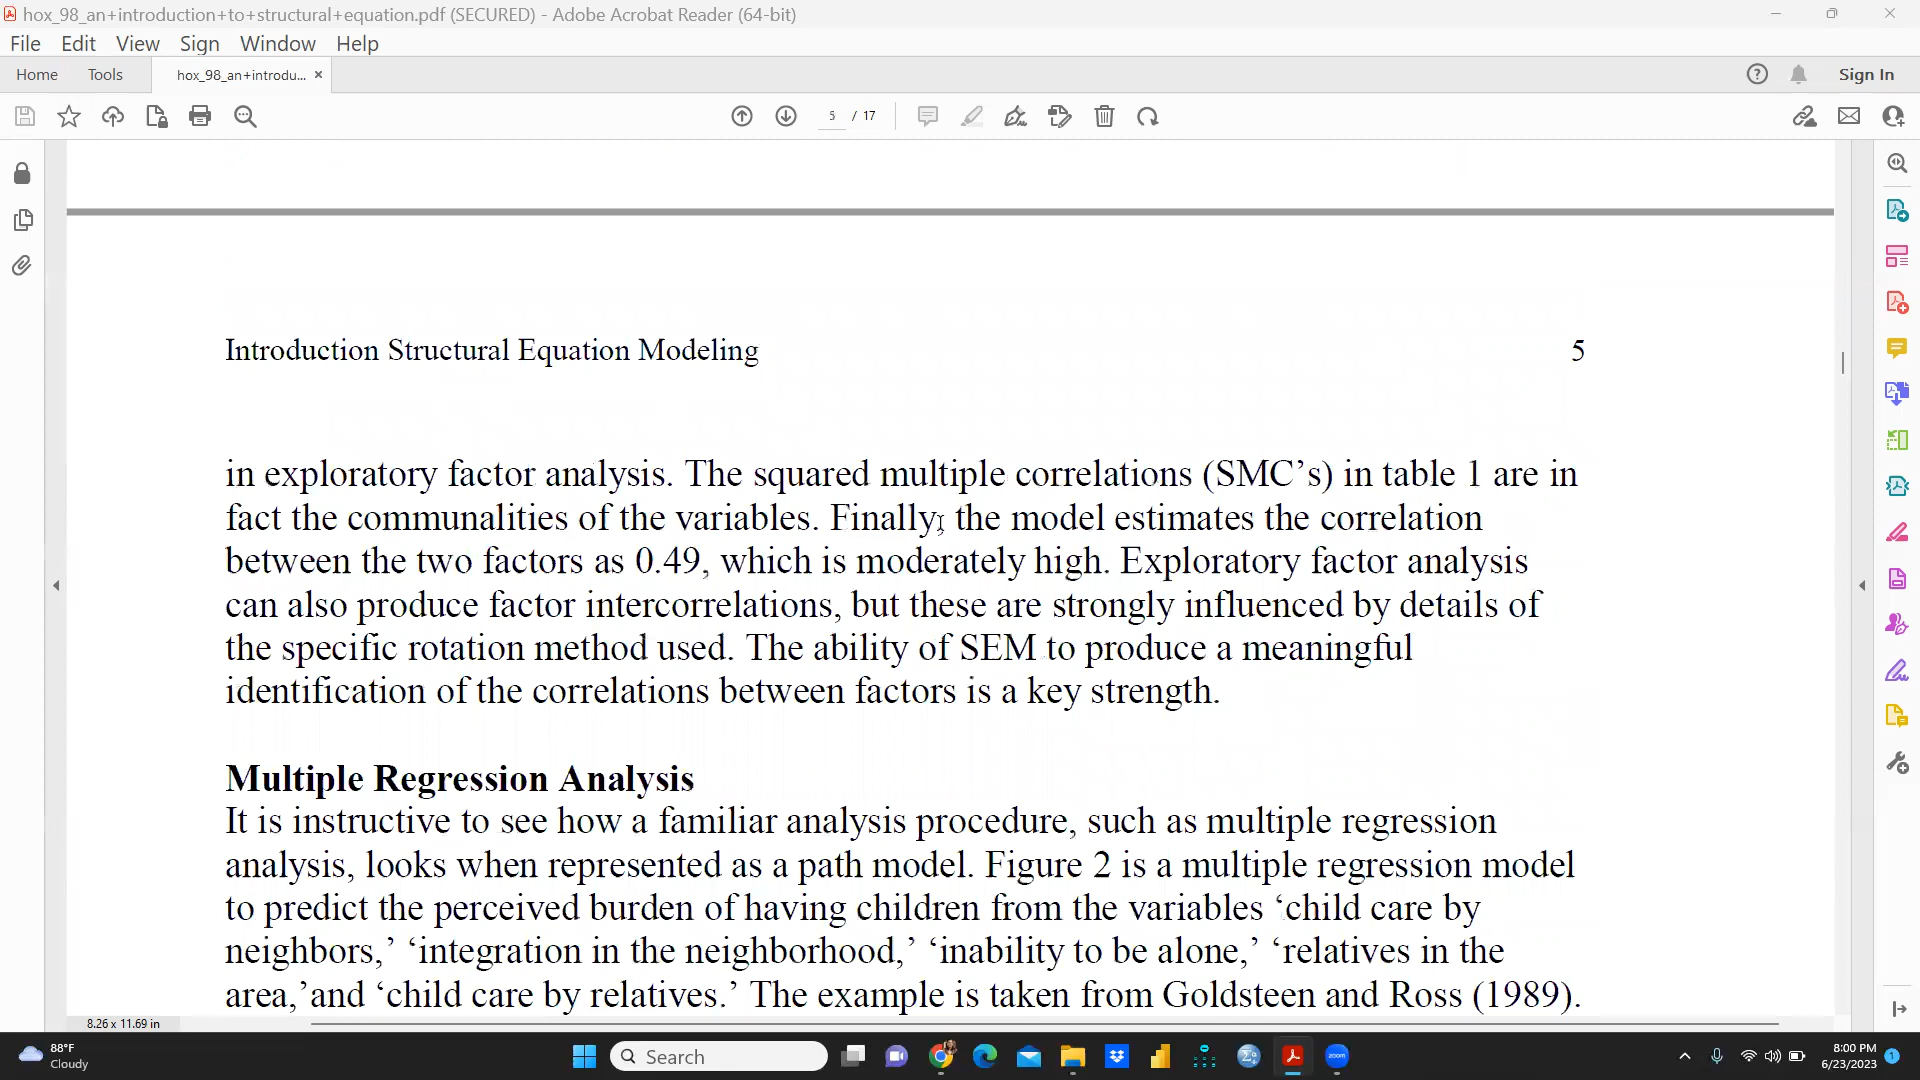 hox_98_an+introduction+to+structural+equation.pdf (SECURED) - Adobe Acrobat Reader (64-bit)
File Edit View Sign Window Help
Home Tools hox_98_an+introdu... × Sign In
5 / 17
Introduction Structural Equation Modeling 5
in exploratory factor analysis. The squared multiple correlations (SMC’s) in table 1 are in
fact the communalities of the variables. Finally, the model estimates the correlation
between the two factors as 0.49, which is moderately high. Exploratory factor analysis
can also produce factor intercorrelations, but these are strongly influenced by details of
the specific rotation method used. The ability of SEM to produce a meaningful
identification of the correlations between factors is a key strength.
Multiple Regression Analysis
It is instructive to see how a familiar analysis procedure, such as multiple regression
analysis, looks when represented as a path model. Figure 2 is a multiple regression model
to predict the perceived burden of having children from the variables ‘child care by
neighbors,’ ‘integration in the neighborhood,’ ‘inability to be alone,’ ‘relatives in the
area,’and ‘child care by relatives.’ The example is taken from Goldsteen and Ross (1989).
8.26 x 11.69 in
88°F
Cloudy
Search
zoom
8:00 PM
6/23/2023
1